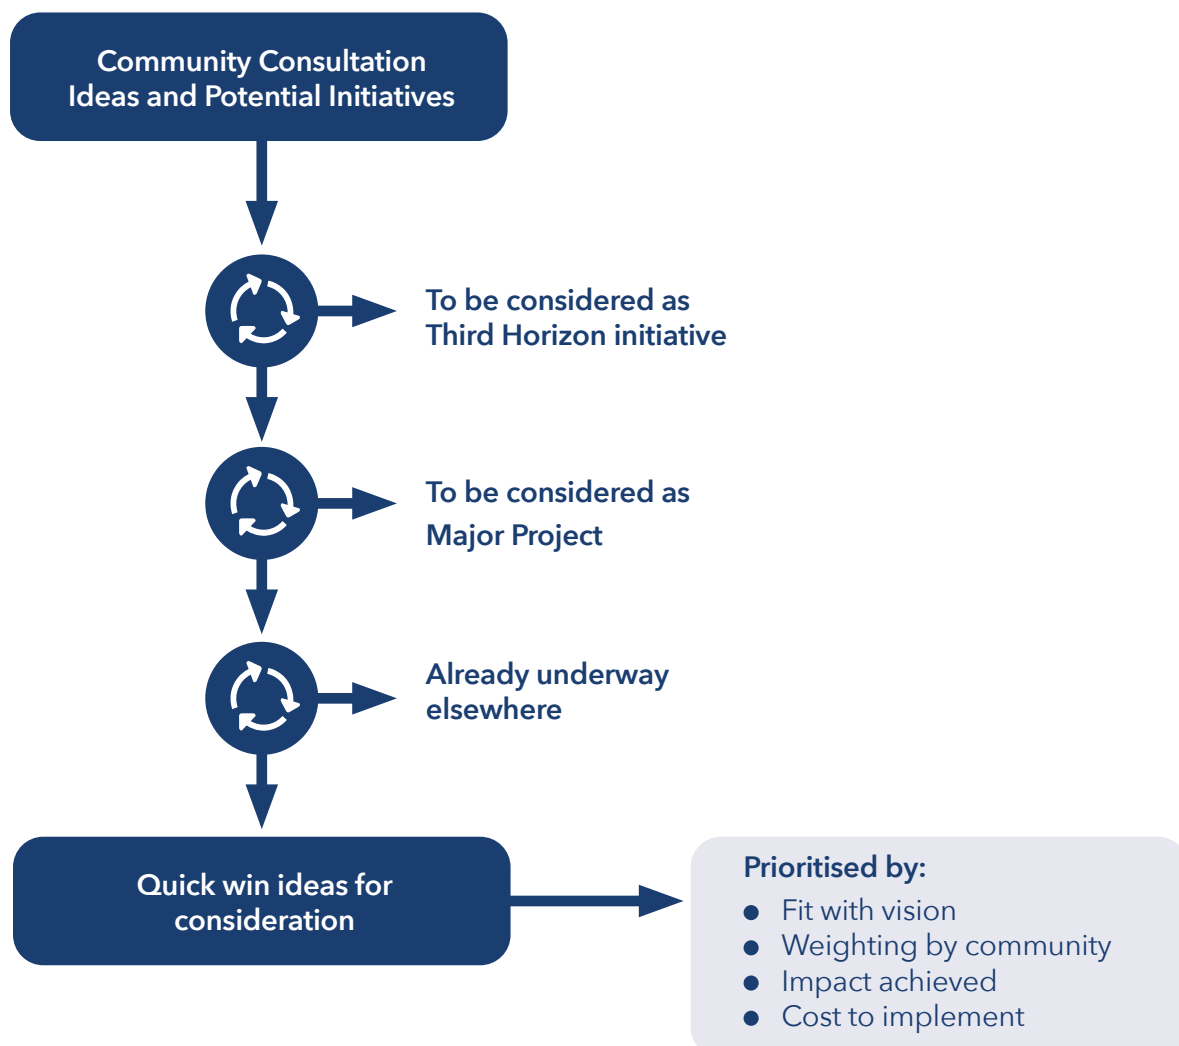 Community Consultation
Ideas and Potential Initiatives
To be considered as
Third Horizon initiative
To be considered as
Major Project
Already underway
elsewhere
Quick win ideas for
consideration
Prioritised by:
● Fit with vision
● Weighting by community
● Impact achieved
● Cost to implement